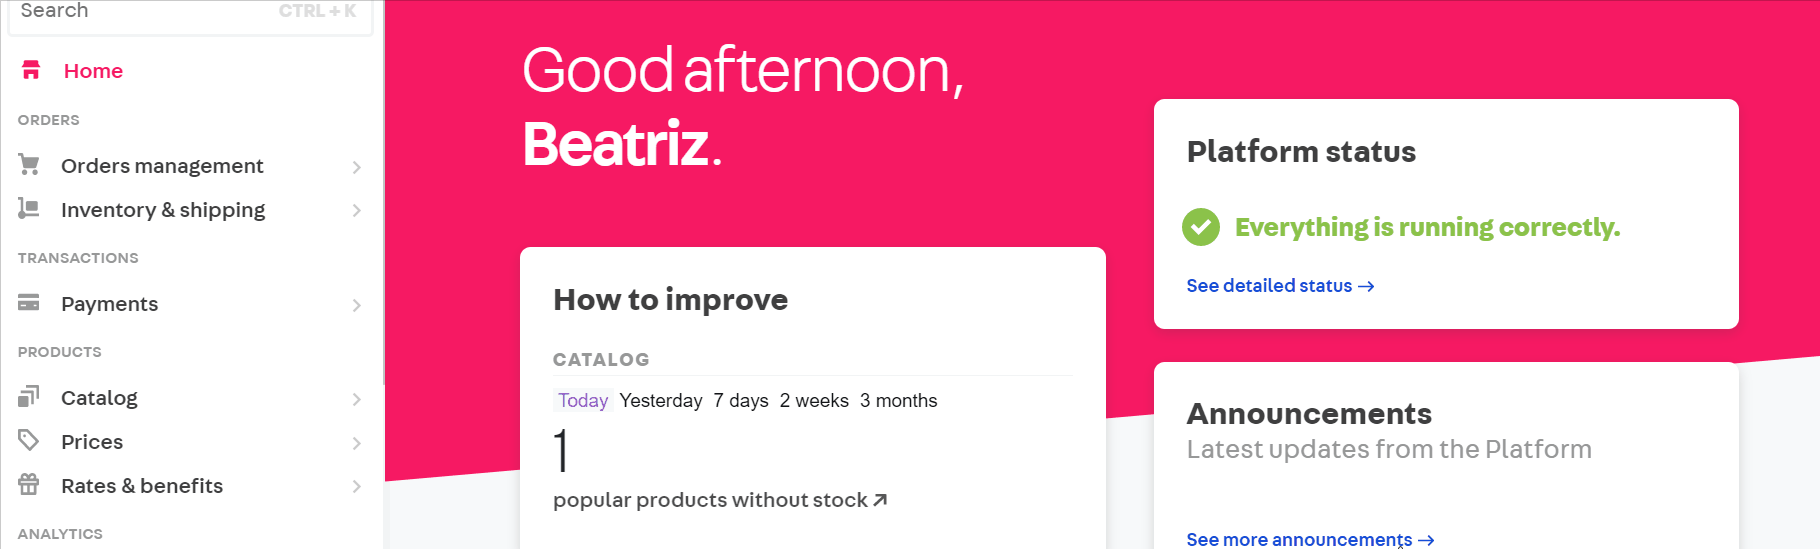 Search CTRL + K
Home
ORDERS
Orders management
Inventory & shipping
TRANSACTIONS
Payments
PRODUCTS
Catalog
Prices
Rates & benefits
ANALYTICS
Good afternoon,
Beatriz.
How to improve
CATALOG
Today Yesterday 7 days 2 weeks 3 months
1
popular products without stock ↗
Platform status
Everything is running correctly.
See detailed status →
Announcements
Latest updates from the Platform
See more announcements →